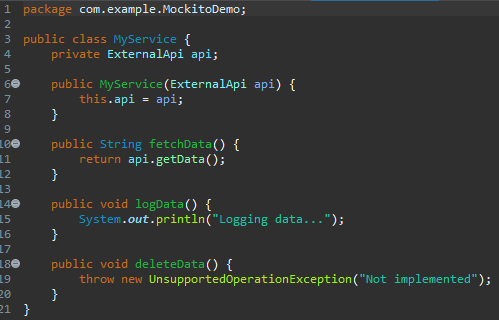 1 package com.example.MockitoDemo;
2
3 public class MyService {
4     private ExternalApi api;
5
6     public MyService(ExternalApi api) {
7         this.api = api;
8     }
9
10     public String fetchData() {
11         return api.getData();
12     }
13
14     public void logData() {
15         System.out.println("Logging data...");
16     }
17
18     public void deleteData() {
19         throw new UnsupportedOperationException("Not implemented");
20     }
21 }